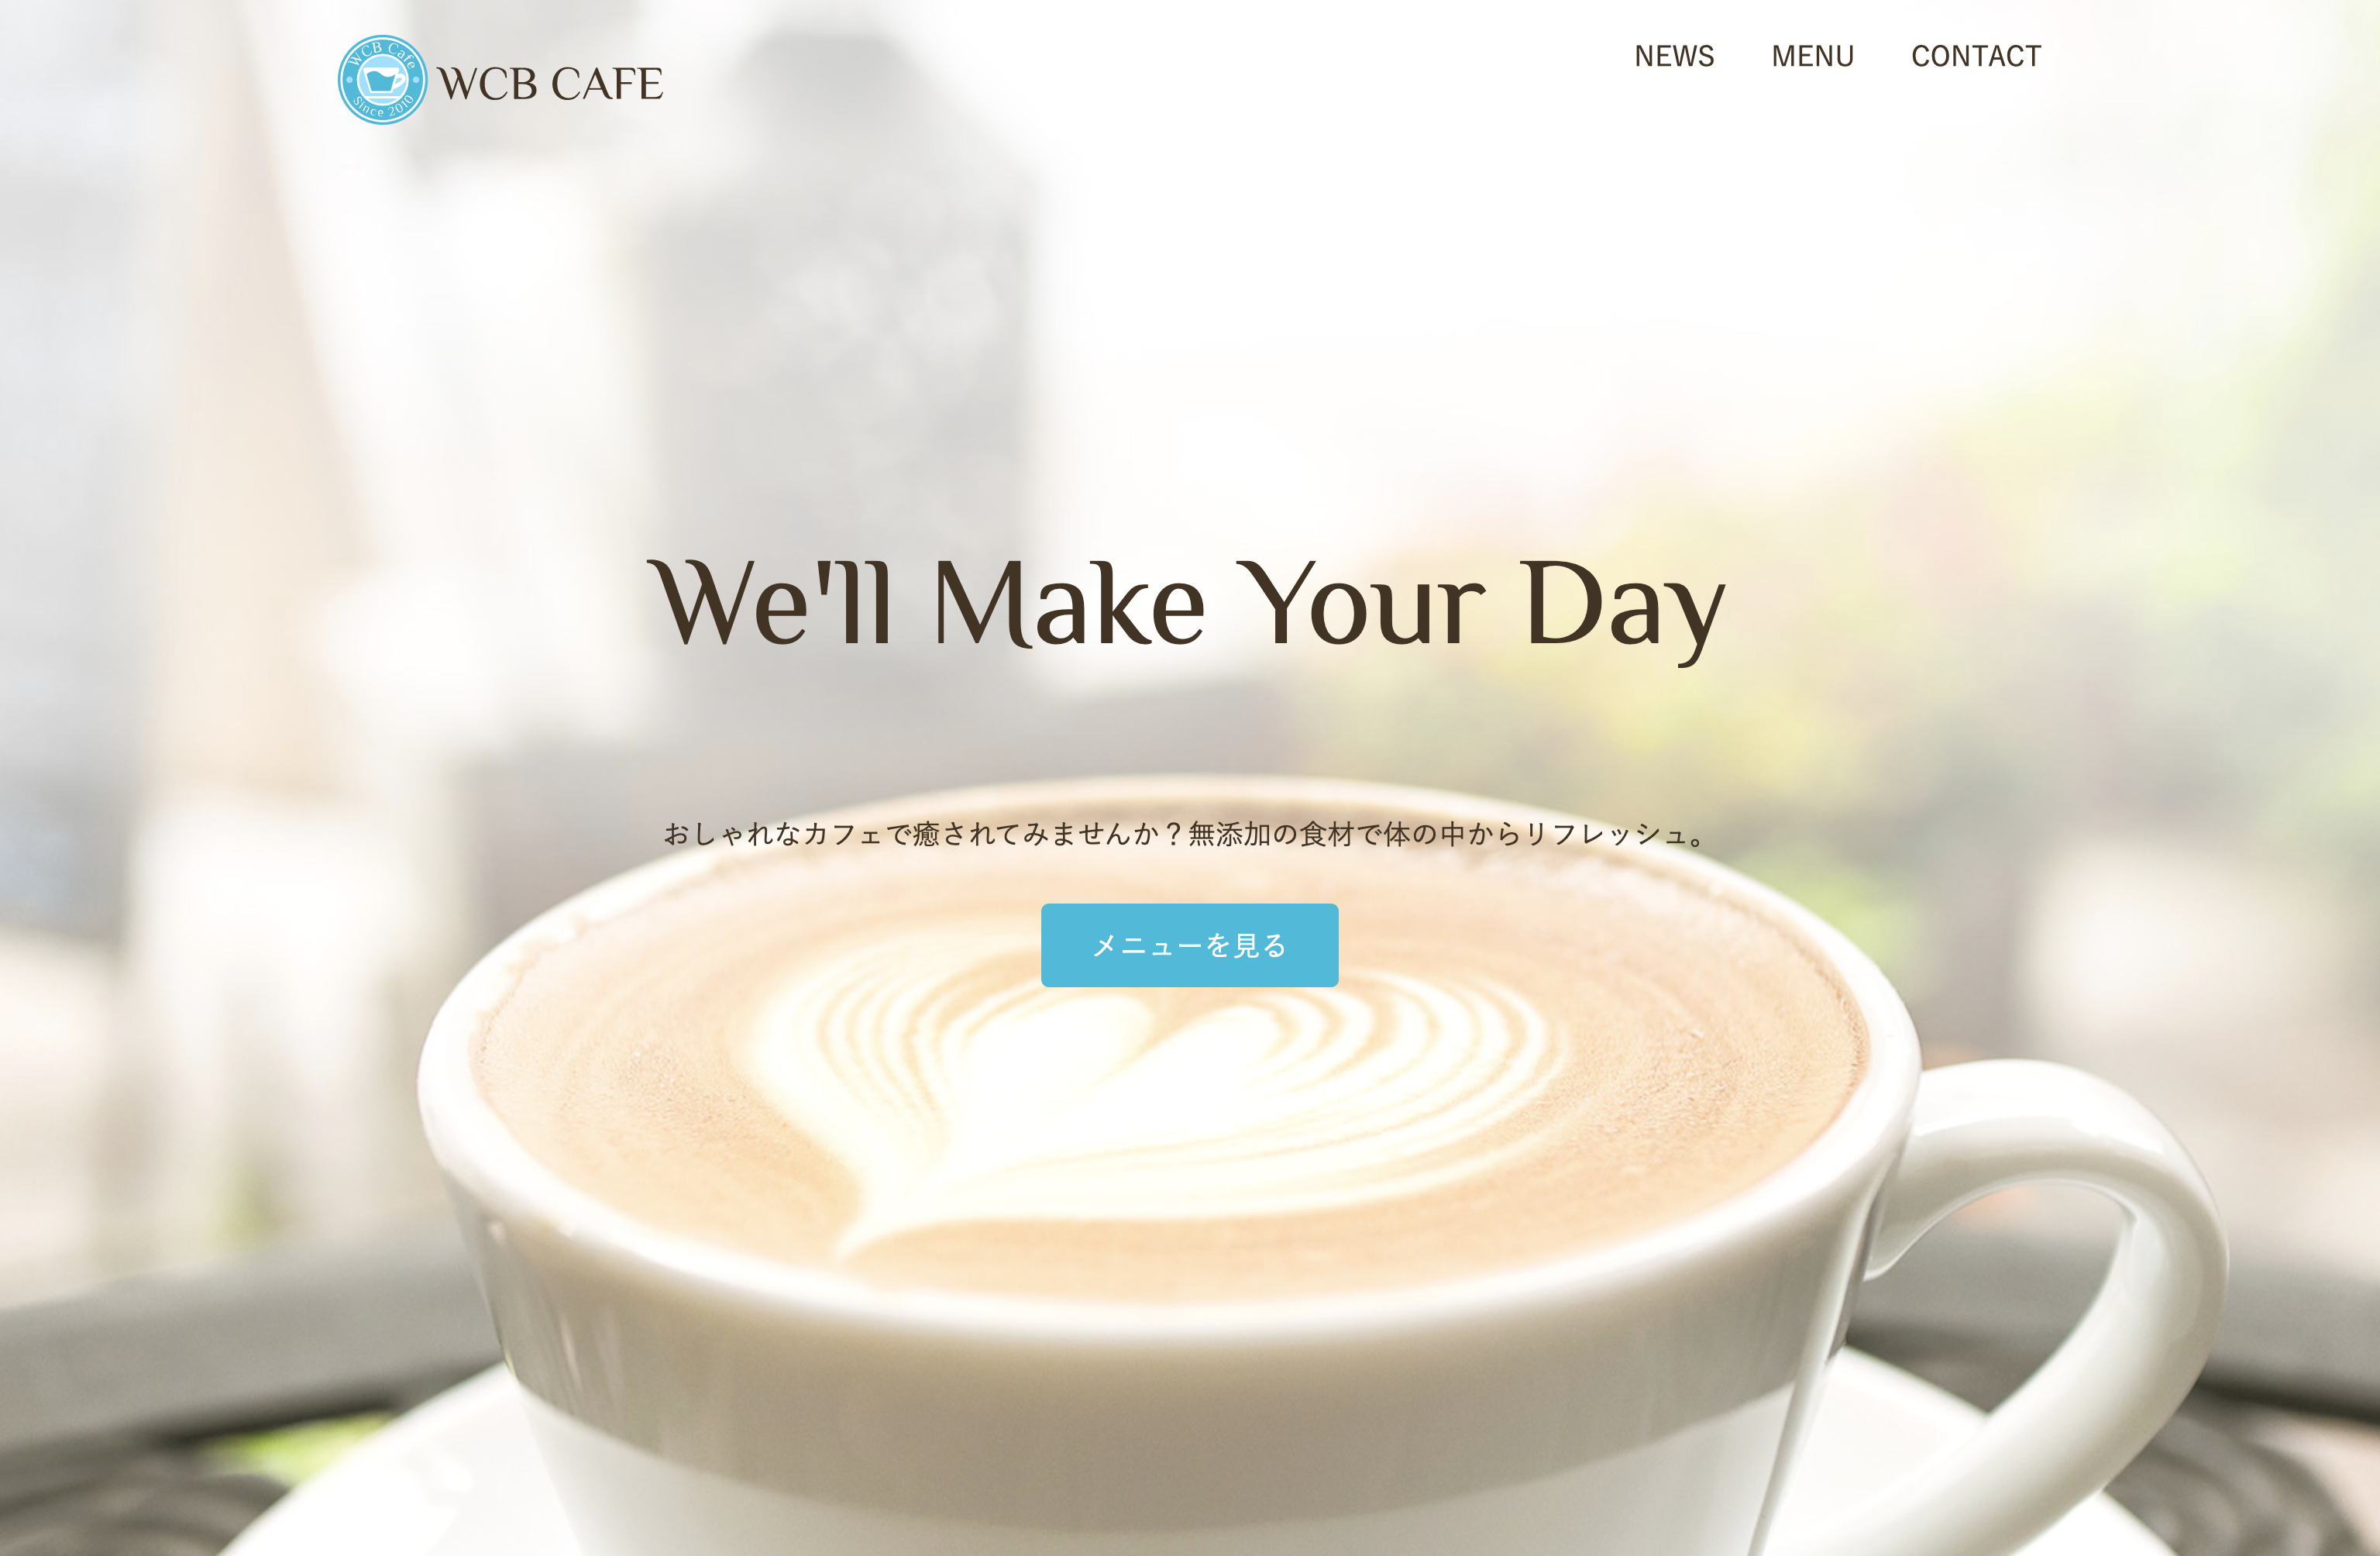 WCB Cafe
Since 2010
WCB CAFE
NEWS
MENU
CONTACT
We'll Make Your Day
おしゃれなカフェで癒されてみませんか？無添加の食材で体の中からリフレッシュ。
メニューを見る